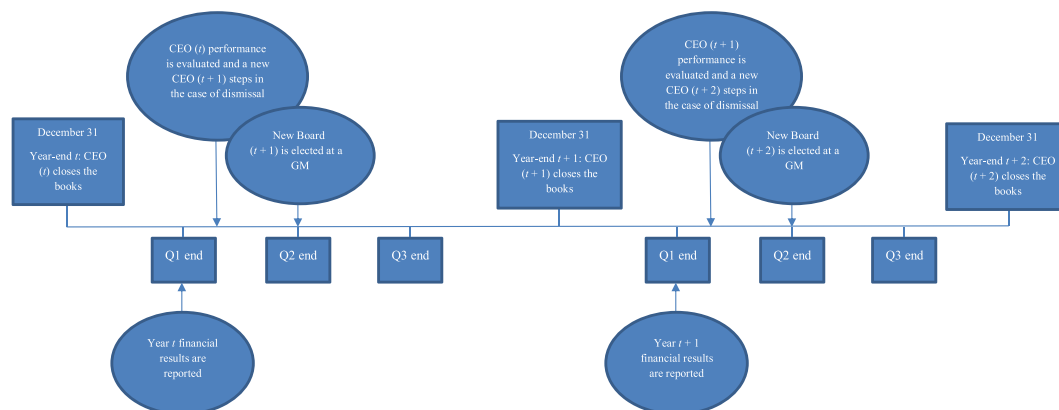 CEO (t) performance
is evaluated and a new
CEO (t + 1) steps in
the case of dismissal
CEO (t + 1)
performance is
evaluated and a new
CEO (t + 2) steps in
the case of dismissal
December 31
Year-end t: CEO
(t) closes the
books
New Board
(t + 1) is elected at a
GM
December 31
Year-end t + 1: CEO
(t + 1) closes the
books
New Board
(t + 2) is elected at a
GM
December 31
Year-end t + 2: CEO
(t + 2) closes the
books
Q1 end
Q2 end
Q3 end
Q1 end
Q2 end
Q3 end
Year t financial
results are
reported
Year t + 1
financial results
are reported